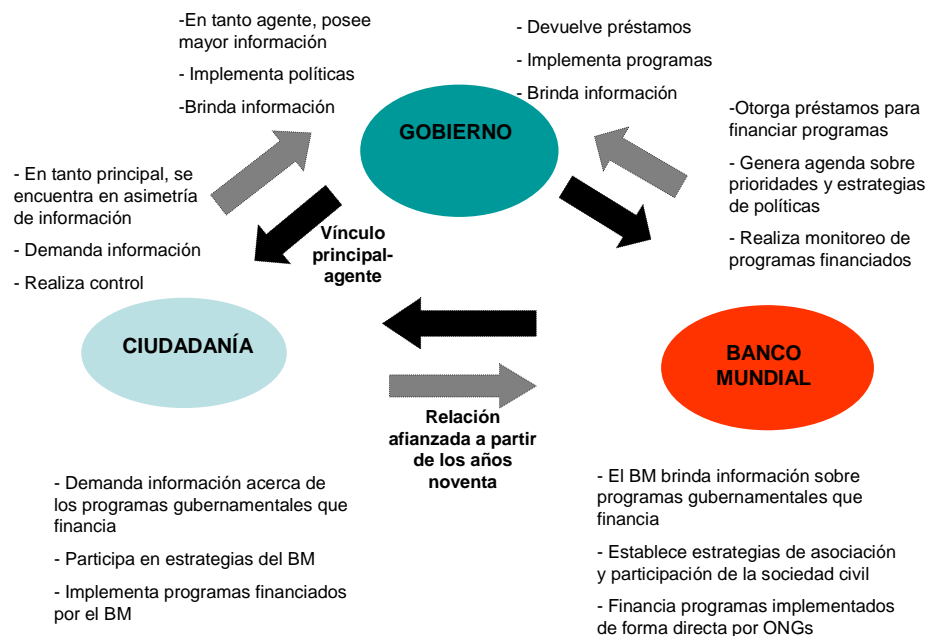 -En tanto agente, posee
mayor información
- Implementa políticas
-Brinda información
- Devuelve préstamos
- Implementa programas
- Brinda información
GOBIERNO
-Otorga préstamos para
financiar programas
- Genera agenda sobre
prioridades y estrategias
de políticas
- Realiza monitoreo de
programas financiados
- En tanto principal, se
encuentra en asimetría
de información
- Demanda información
- Realiza control
Vínculo
principal-
agente
CIUDADANÍA
BANCO
MUNDIAL
Relación
afianzada a partir
de los años
noventa
- Demanda información acerca de
los programas gubernamentales que
financia
- Participa en estrategias del BM
- Implementa programas financiados
por el BM
- El BM brinda información sobre
programas gubernamentales que
financia
- Establece estrategias de asociación
y participación de la sociedad civil
- Financia programas implementados
de forma directa por ONGs